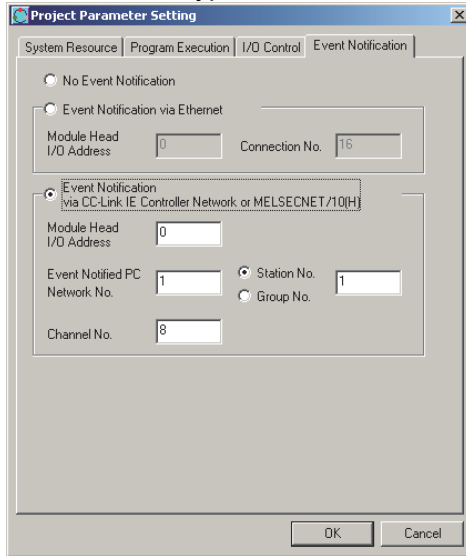 Project Parameter Setting
System Resource Program Execution I/O Control Event Notification
No Event Notification
Event Notification via Ethernet
Module Head
I/O Address 0 Connection No. 16
Event Notification
via CC-Link IE Controller Network or MELSECNET/10(H)
Module Head
I/O Address 0
Event Notified PC
Network No. 1 Station No. 1
Group No.
Channel No. 8
OK Cancel